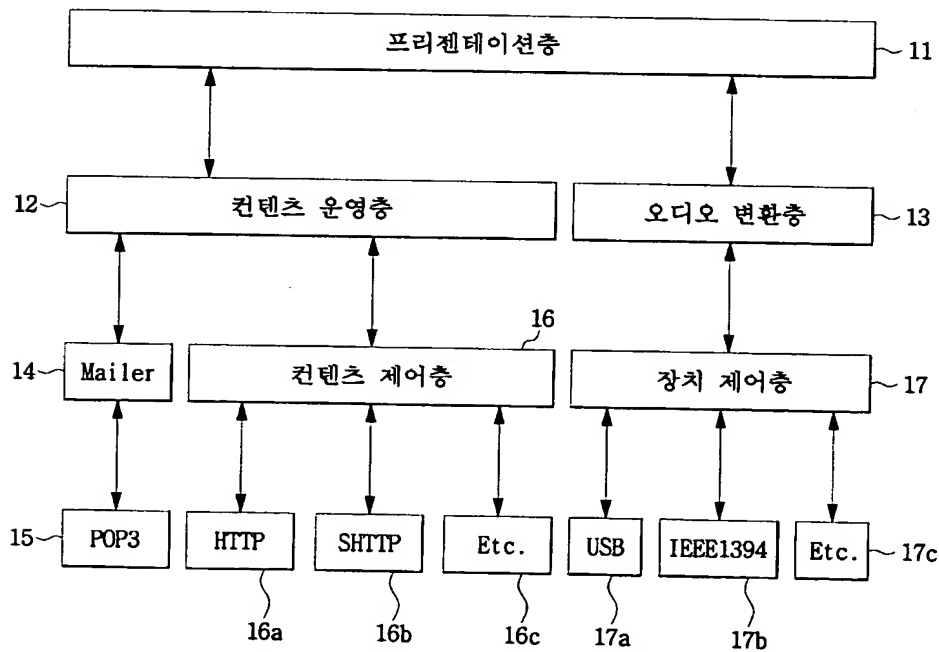 프리젠테이션층
11
12
컨텐츠 운영층
오디오 변환층
13
16
14
Mailer
컨텐츠 제어층
장치 제어층
17
15
POP3
HTTP
SHTTP
Etc.
USB
IEEE1394
Etc.
17c
16a
16b
16c
17a
17b